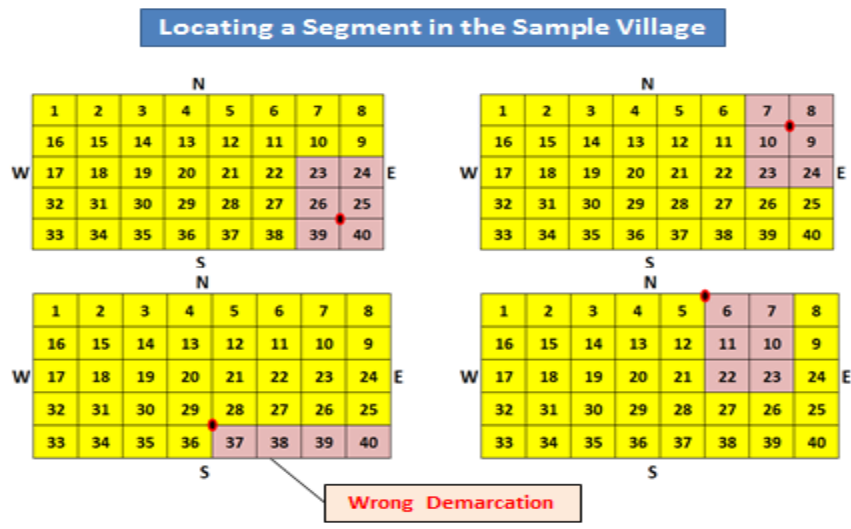 Locating a Segment in the Sample Village
N
1 2 3 4 5 6 7 8
16 15 14 13 12 11 10 9
W 17 18 19 20 21 22 23 24 E
32 31 30 29 28 27 26 25
33 34 35 36 37 38 39 40
S
N
1 2 3 4 5 6 7 8
16 15 14 13 12 11 10 9
W 17 18 19 20 21 22 23 24 E
32 31 30 29 28 27 26 25
33 34 35 36 37 38 39 40
S
N
1 2 3 4 5 6 7 8
16 15 14 13 12 11 10 9
W 17 18 19 20 21 22 23 24 E
32 31 30 29 28 27 26 25
33 34 35 36 37 38 39 40
S
N
1 2 3 4 5 6 7 8
16 15 14 13 12 11 10 9
W 17 18 19 20 21 22 23 24 E
32 31 30 29 28 27 26 25
33 34 35 36 37 38 39 40
S
Wrong Demarcation